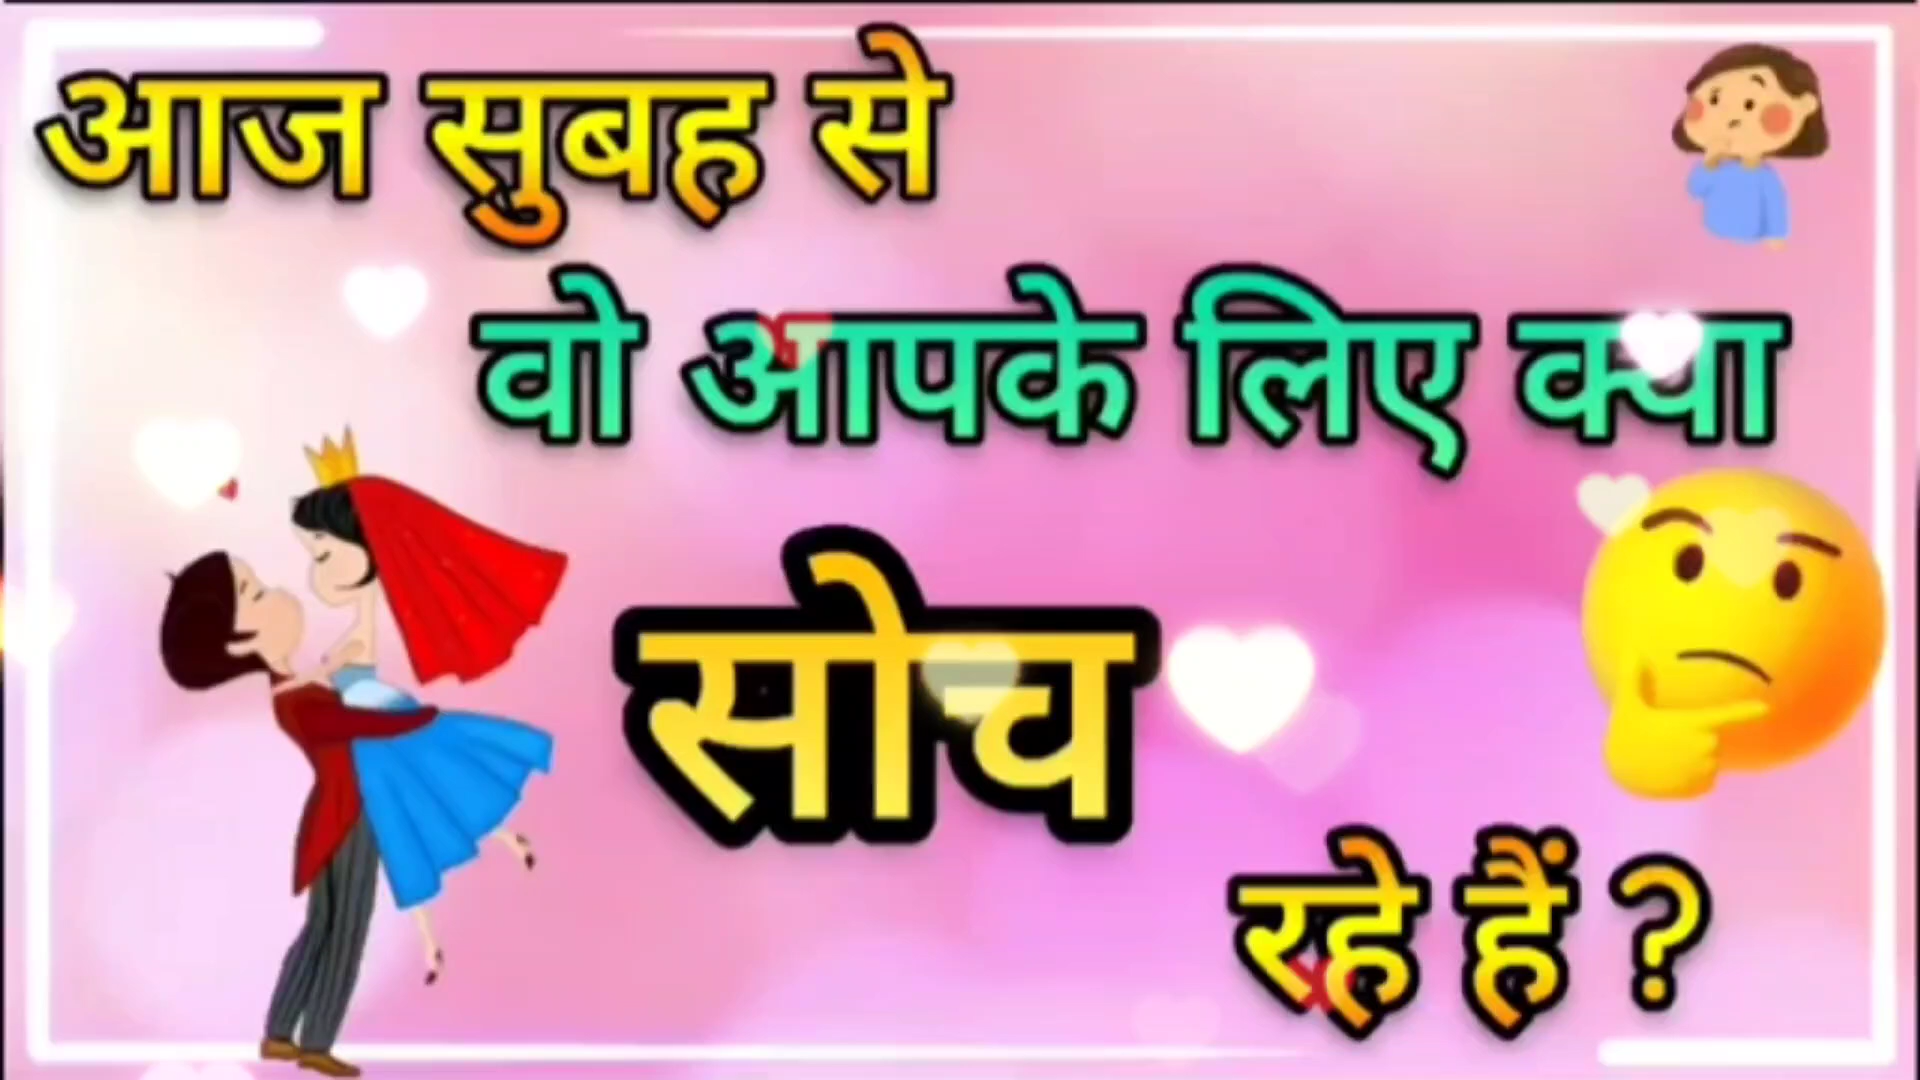 आज सुबह से
वो आपके लिए क्या
सोच
रहे हैं ?